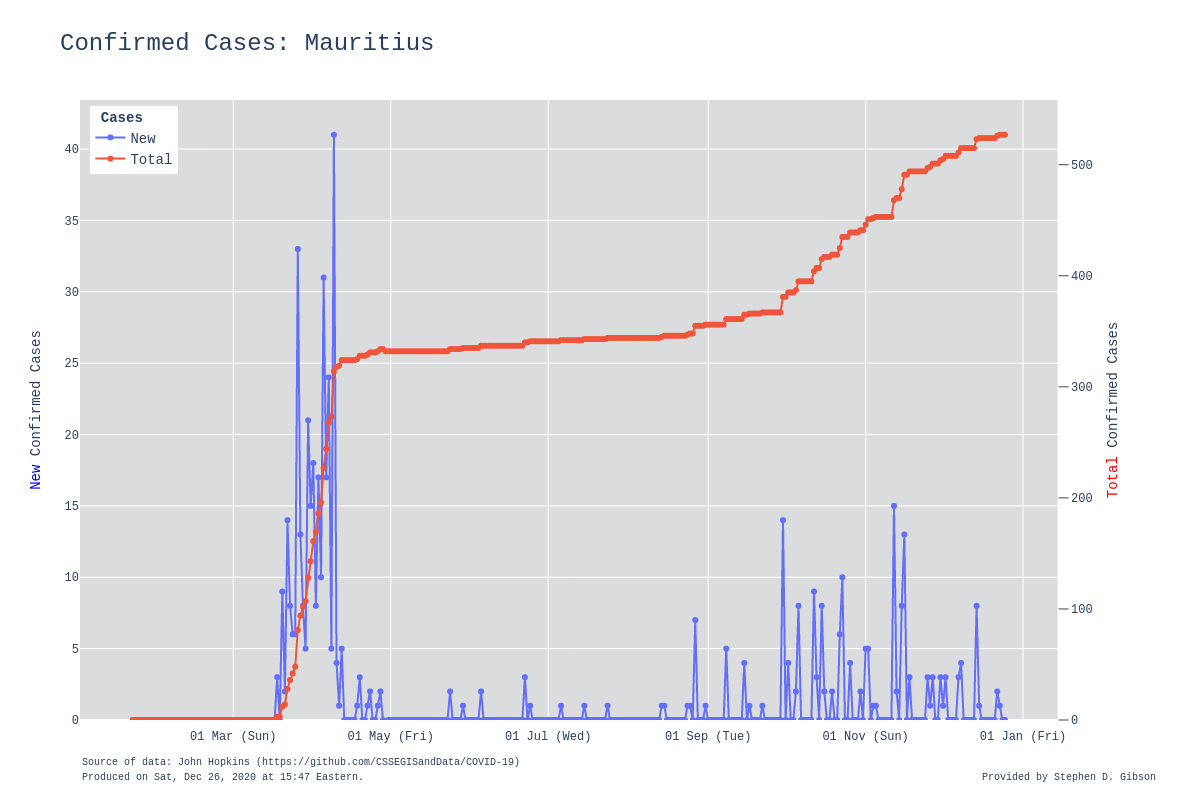 Confirmed Cases: Mauritius
Cases
New
Total
40
35
30
25
20
15
10
5
0
500
400
300
200
100
0
New Confirmed Cases
Total Confirmed Cases
01 Mar (Sun)
01 May (Fri)
01 Jul (Wed)
01 Sep (Tue)
01 Nov (Sun)
01 Jan (Fri)
Source of data: John Hopkins (https://github.com/CSSEGISandData/COVID-19)
Produced on Sat, Dec 26, 2020 at 15:47 Eastern.
Provided by Stephen D. Gibson